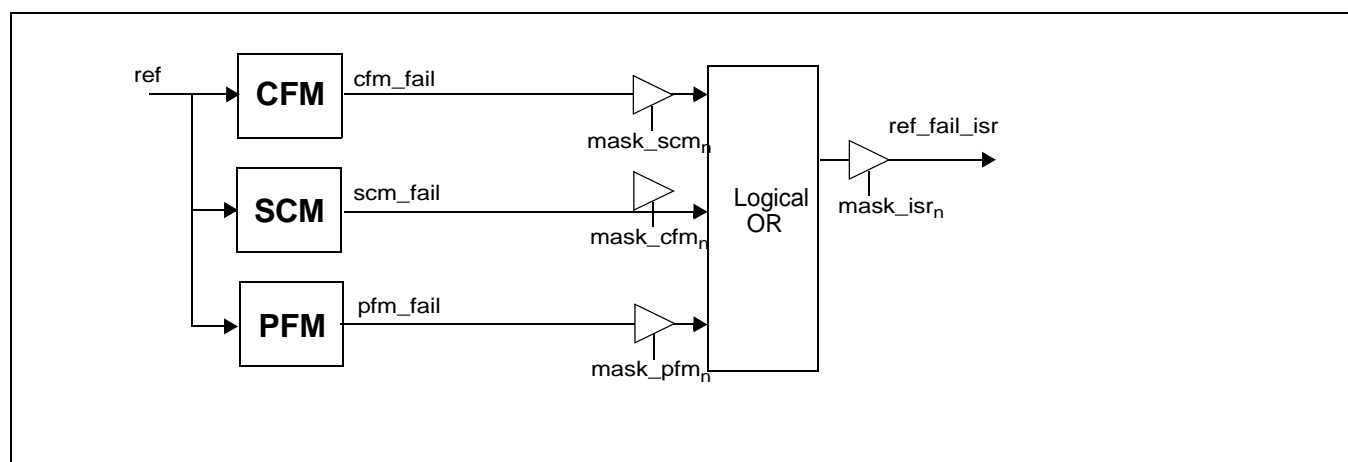 ref
CFM
cfm_fail
mask_scmn
SCM
scm_fail
mask_cfmn
PFM
pfm_fail
mask_pfmn
Logical
OR
ref_fail_isr
mask_isrn